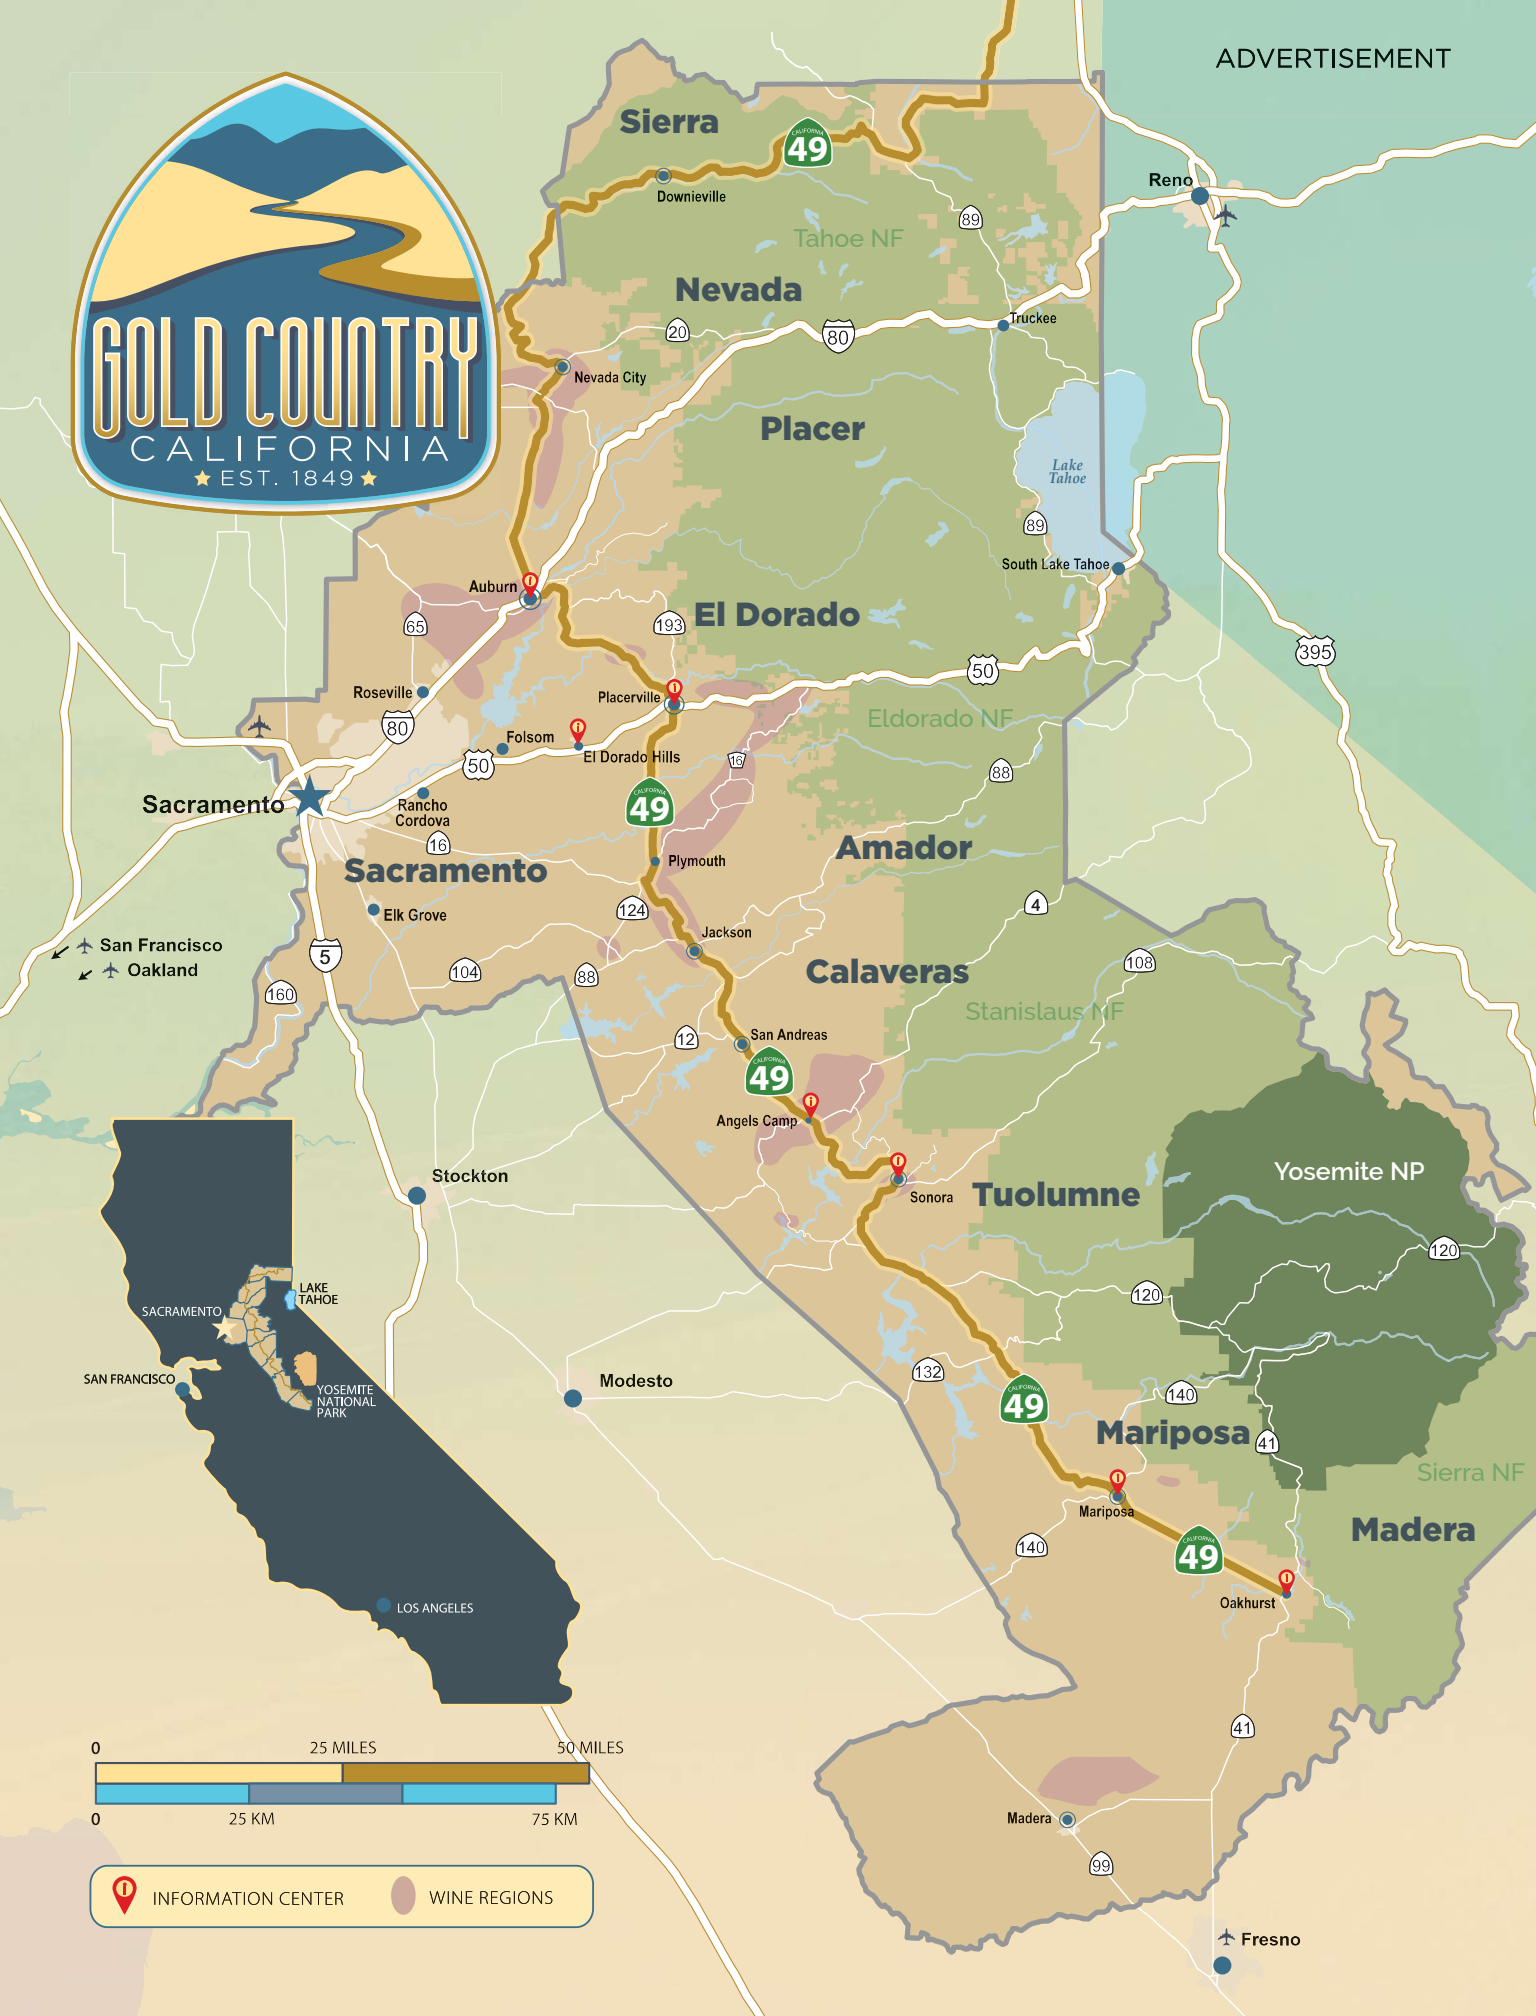 ADVERTISEMENT
GOLD COUNTRY
CALIFORNIA
EST. 1849
Sierra
CALIFORNIA
49
Downieville
Reno
89
Tahoe NF
Nevada
20
80
Truckee
Nevada City
Placer
Lake
Tahoe
89
South Lake Tahoe
Auburn
65
193
El Dorado
395
50
Roseville
Placerville
80
Eldorado NF
Folsom
El Dorado Hills
50
16
88
Sacramento
Rancho
Cordova
CALIFORNIA
49
16
Amador
Plymouth
Sacramento
124
4
Elk Grove
Jackson
San Francisco
Oakland
5
104
88
Calaveras
108
160
Stanislaus NF
12
San Andreas
CALIFORNIA
49
Angels Camp
Stockton
Sonora
Tuolumne
Yosemite NP
120
120
LAKE
TAHOE
SACRAMENTO
SAN FRANCISCO
YOSEMITE
NATIONAL
PARK
Modesto
132
CALIFORNIA
49
140
Mariposa
41
Sierra NF
Mariposa
140
CALIFORNIA
49
Madera
Oakhurst
LOS ANGELES
41
0
25 MILES
50 MILES
0
25 KM
75 KM
Madera
99
INFORMATION CENTER
WINE REGIONS
Fresno